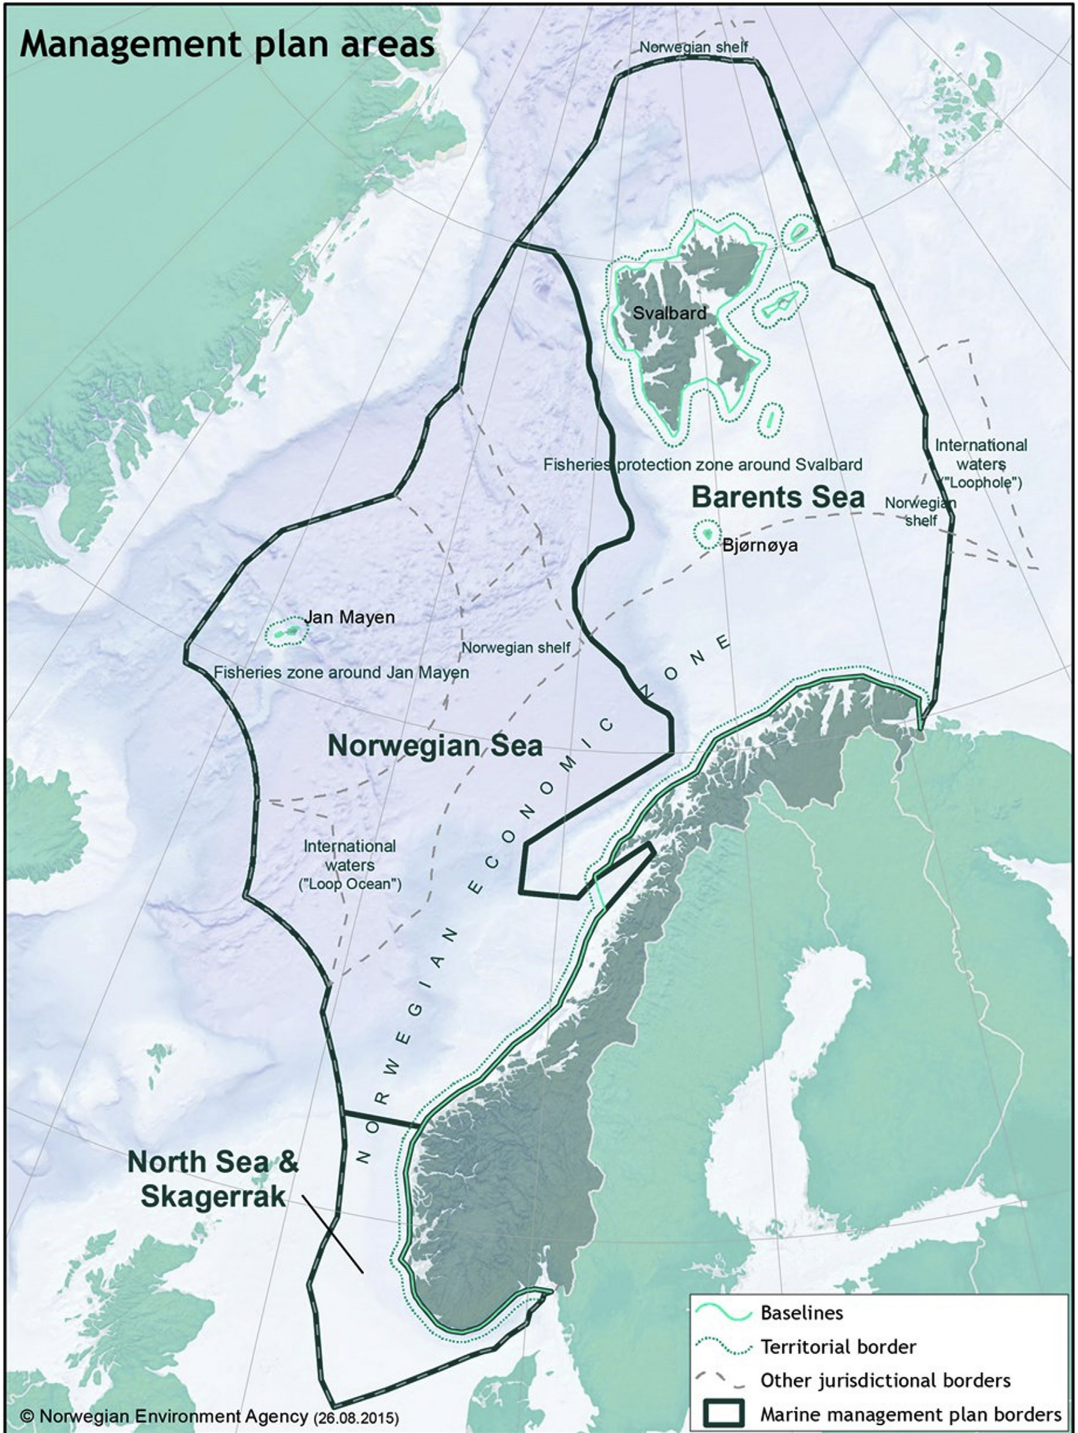 Management plan areas
Norwegian shelf
Svalbard
Fisheries protection zone around Svalbard
International
waters
("Loophole")
Barents Sea
Norwegian
shelf
Bjørnøya
Jan Mayen
Norwegian shelf
Fisheries zone around Jan Mayen
Norwegian Sea
International
waters
("Loop Ocean")
NORWEGIAN ECONOMIC ZONE
North Sea &
Skagerrak
Baselines
Territorial border
Other jurisdictional borders
Marine management plan borders
© Norwegian Environment Agency (26.08.2015)